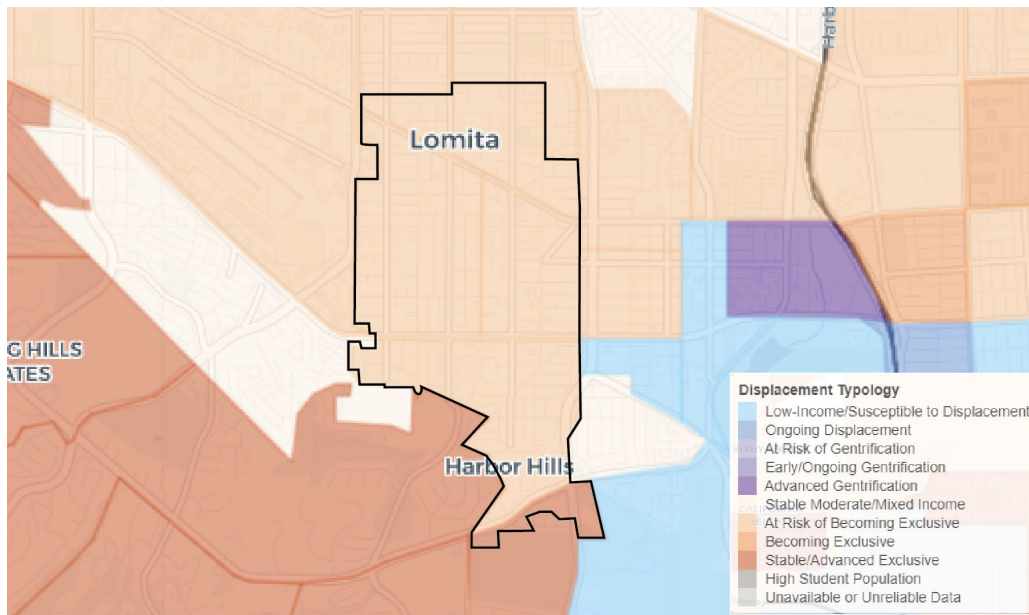 Harb
Lomita
G HILLS
ATES
Harbor Hills
Displacement Typology
Low-Income/Susceptible to Displacement
Ongoing Displacement
At Risk of Gentrification
Early/Ongoing Gentrification
Advanced Gentrification
Stable Moderate/Mixed Income
At Risk of Becoming Exclusive
Becoming Exclusive
Stable/Advanced Exclusive
High Student Population
Unavailable or Unreliable Data